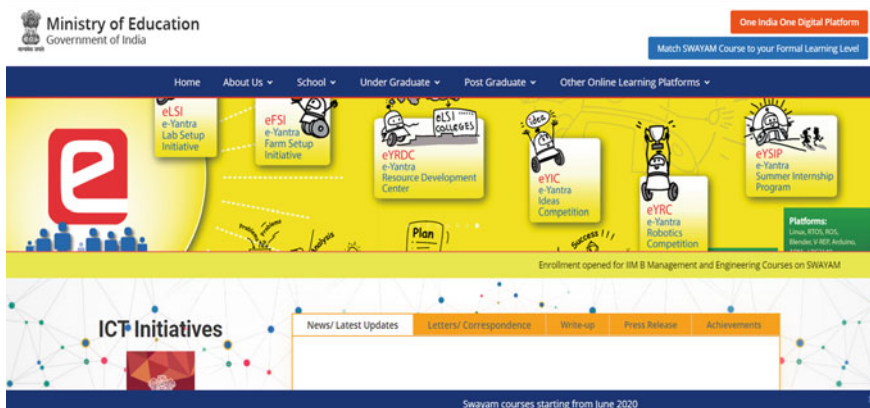 Ministry of Education
Government of India
One India One Digital Platform
Match SWAYAM Course to your Formal Learning Level
Home About Us School Under Graduate Post Graduate Other Online Learning Platforms
eLSI
e-Yantra
Lab Setup
Initiative
eFSI
e-Yantra
Farm Setup
Initiative
eLSI
COLLEGES
eYRDC
e-Yantra
Resource Development
Center
idea
eYIC
e-Yantra
Ideas
Competition
eYRC
e-Yantra
Robotics
Competition
eYSIP
e-Yantra
Summer Internship
Program
e
Analysis
Plan
Success !!!
Platforms:
Linux, RTOS, ROS,
Blender, V-REP, Arduino,
Enrollment opened for IIM B Management and Engineering Courses on SWAYAM
ICT Initiatives
News/ Latest Updates Letters/ Correspondence Write-up Press Release Achievements
Swayam courses starting from June 2020